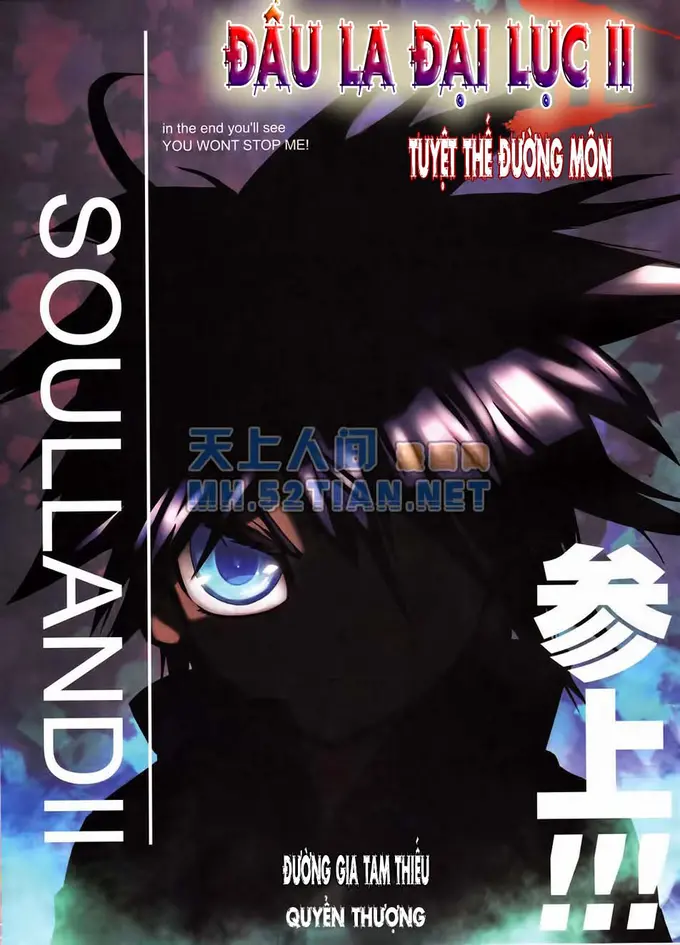 ĐẤU LA ĐẠI LỤC II
in the end you'll see
YOU WONT STOP ME!
TUYỆT THẾ ĐƯỜNG MÔN
SOULLANDII
天上人间
MH.52TIAN.NET
参上!!!
ĐƯỜNG GIA TAM THIẾU
QUYỂN THƯỢNG